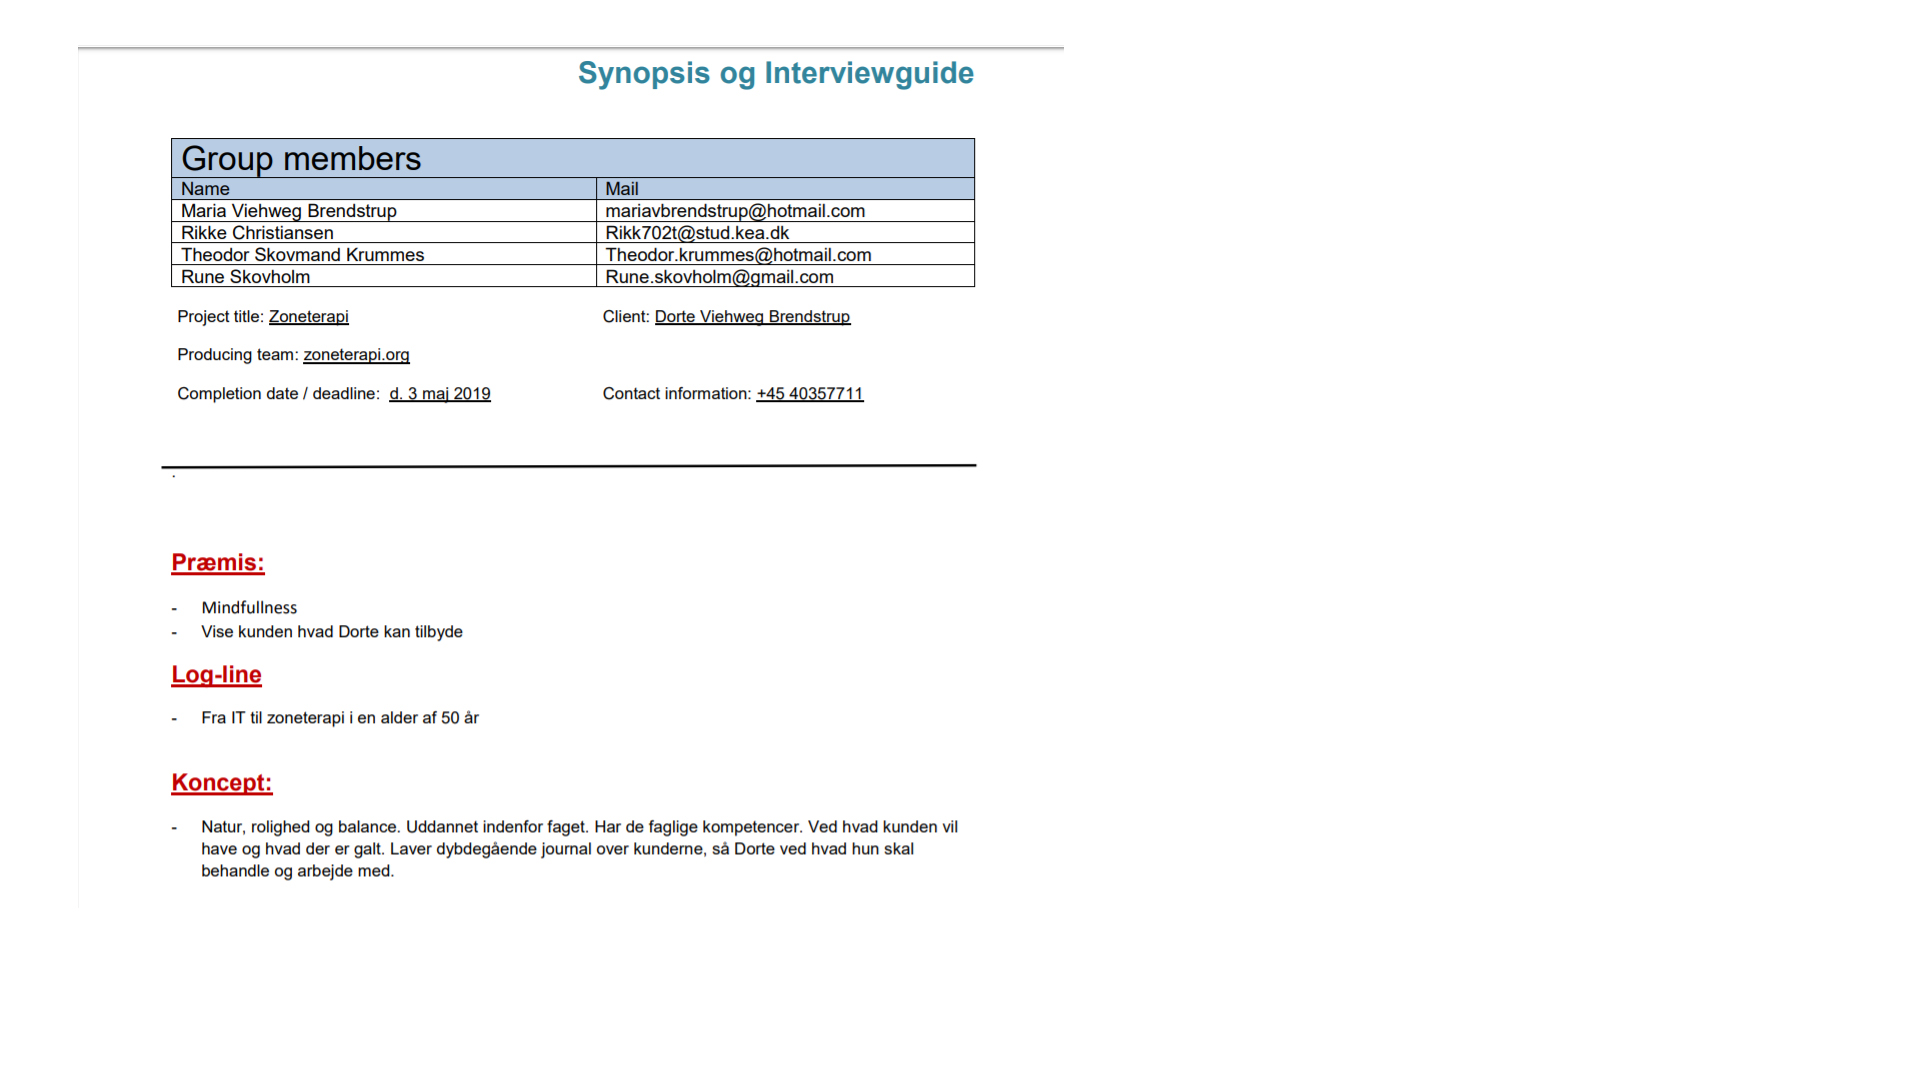 Synopsis og Interviewguide
Group members
Name Mail
Maria Viehweg Brendstrup mariavbrendstrup@hotmail.com
Rikke Christiansen Rikk702t@stud.kea.dk
Theodor Skovmand Krummes Theodor.krummes@hotmail.com
Rune Skovholm Rune.skovholm@gmail.com
Project title: Zoneterapi Client: Dorte Viehweg Brendstrup
Producing team: zoneterapi.org
Completion date / deadline: d. 3 maj 2019 Contact information: +45 40357711
.
Præmis:
- Mindfullness
- Vise kunden hvad Dorte kan tilbyde
Log-line
- Fra IT til zoneterapi i en alder af 50 år
Koncept:
- Natur, rolighed og balance. Uddannet indenfor faget. Har de faglige kompetencer. Ved hvad kunden vil
have og hvad der er galt. Laver dybdegående journal over kunderne, så Dorte ved hvad hun skal
behandle og arbejde med.